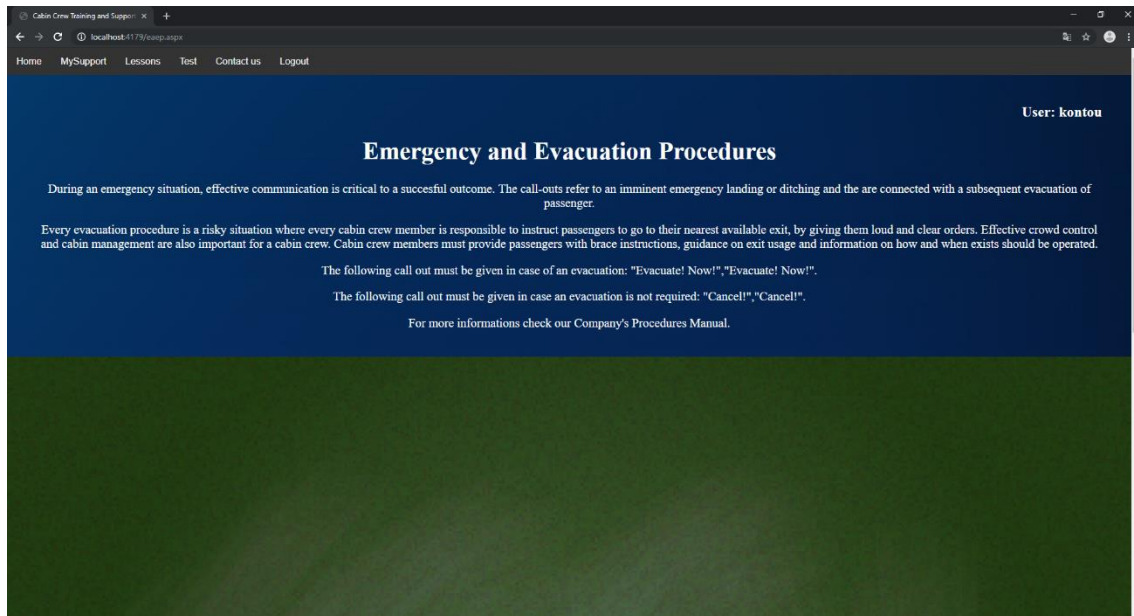 Cabin Crew Training and Suppor
localhost:4179/eaep.aspx
Home MySupport Lessons Test Contact us Logout
User: kontou
Emergency and Evacuation Procedures
During an emergency situation, effective communication is critical to a succesful outcome. The call-outs refer to an imminent emergency landing or ditching and the are connected with a subsequent evacuation of
passenger.
Every evacuation procedure is a risky situation where every cabin crew member is responsible to instruct passengers to go to their nearest available exit, by giving them loud and clear orders. Effective crowd control
and cabin management are also important for a cabin crew. Cabin crew members must provide passengers with brace instructions, guidance on exit usage and information on how and when exists should be operated.
The following call out must be given in case of an evacuation: "Evacuate! Now!","Evacuate! Now!".
The following call out must be given in case an evacuation is not required: "Cancel!","Cancel!".
For more informations check our Company's Procedures Manual.